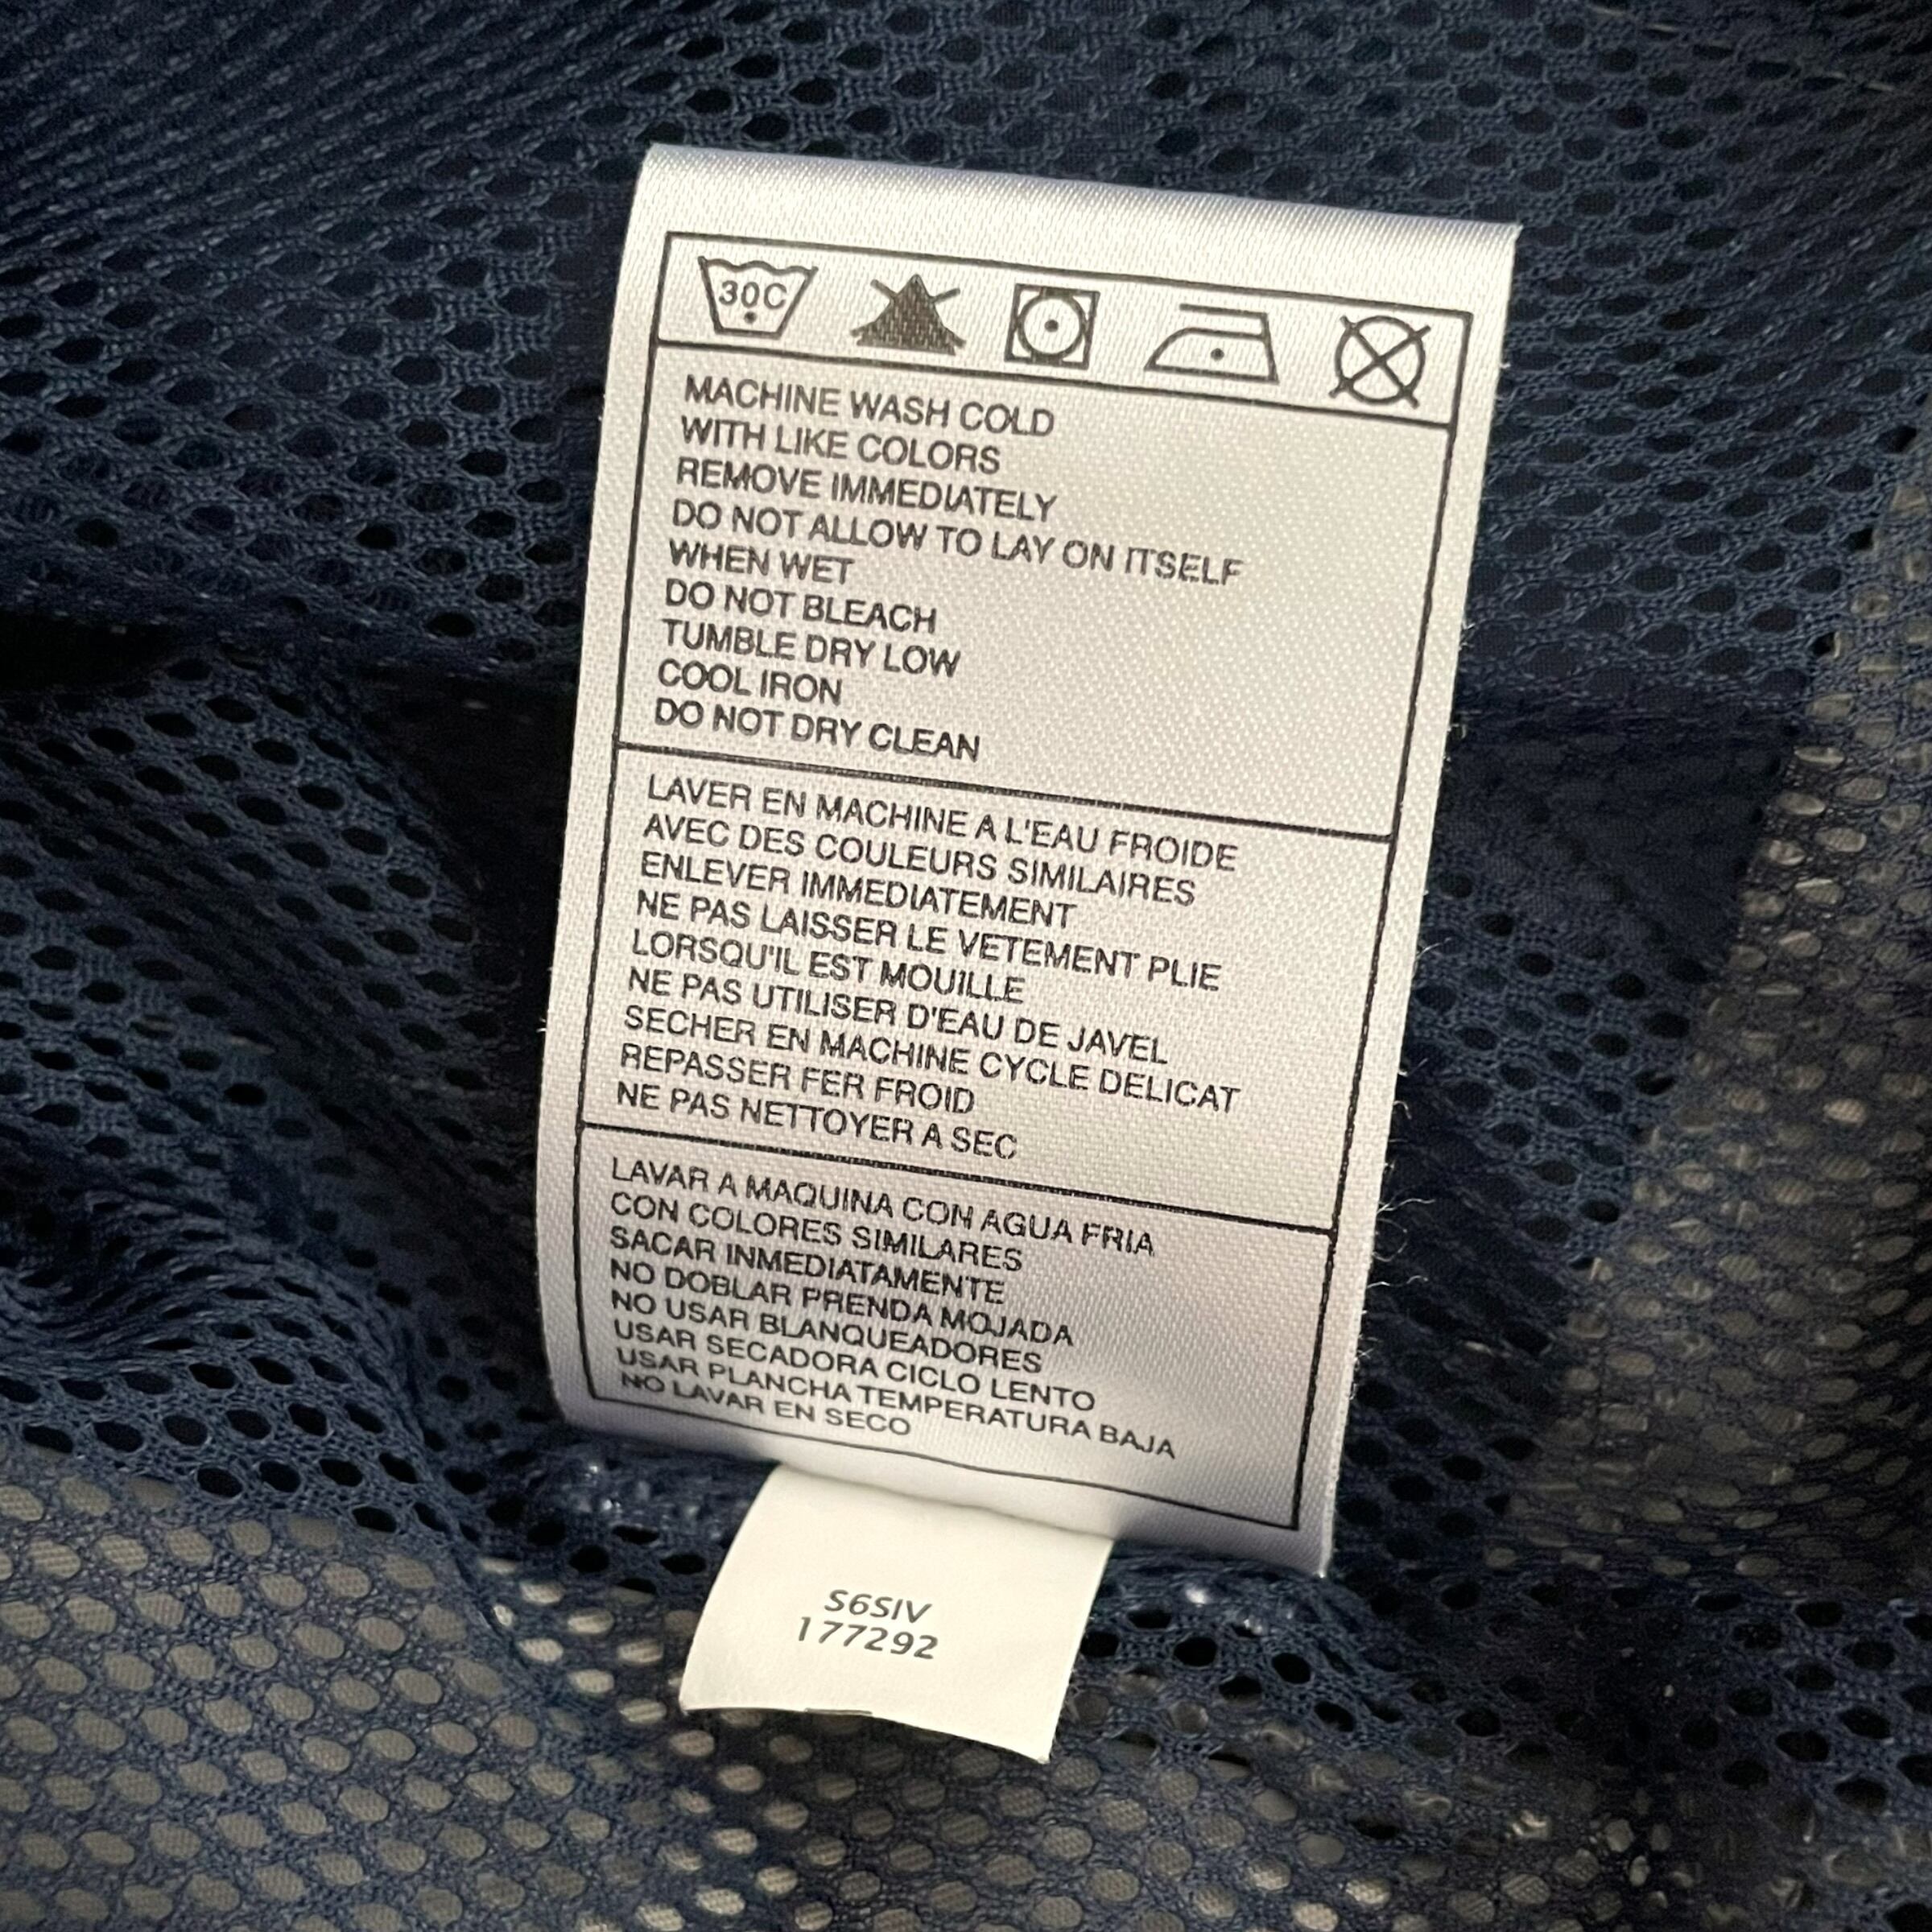 30C
MACHINE WASH COLD
WITH LIKE COLORS
REMOVE IMMEDIATELY
DO NOT ALLOW TO LAY ON ITSELF
WHEN WET
DO NOT BLEACH
TUMBLE DRY LOW
COOL IRON
DO NOT DRY CLEAN
LAVER EN MACHINE A L'EAU FROIDE
AVEC DES COULEURS SIMILAIRES
ENLEVER IMMEDIATEMENT
NE PAS LAISSER LE VETEMENT PLIE
LORSQU'IL EST MOUILLE
NE PAS UTILISER D'EAU DE JAVEL
SECHER EN MACHINE CYCLE DELICAT
REPASSER FER FROID
NE PAS NETTOYER A SEC
LAVAR A MAQUINA CON AGUA FRIA
CON COLORES SIMILARES
SACAR INMEDIATAMENTE
NO DOBLAR PRENDA MOJADA
NO USAR BLANQUEADORES
USAR SECADORA CICLO LENTO
USAR PLANCHA TEMPERATURA BAJA
NO LAVAR EN SECO
S6SIV
177292